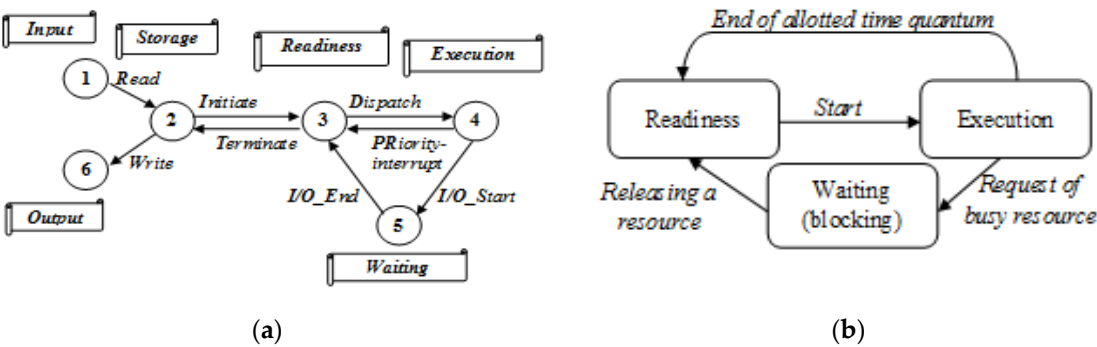 Input
Storage
Readiness
Execution
1
Read
2
Initiate
Terminate
3
Dispatch
PRiority-
interrupt
4
6
Write
I/O_End
I/O_Start
5
Output
Waiting
(a)
End of allotted time quantum
Readiness
Start
Execution
Releasing a
resource
Waiting
(blocking)
Request of
busy resource
(b)